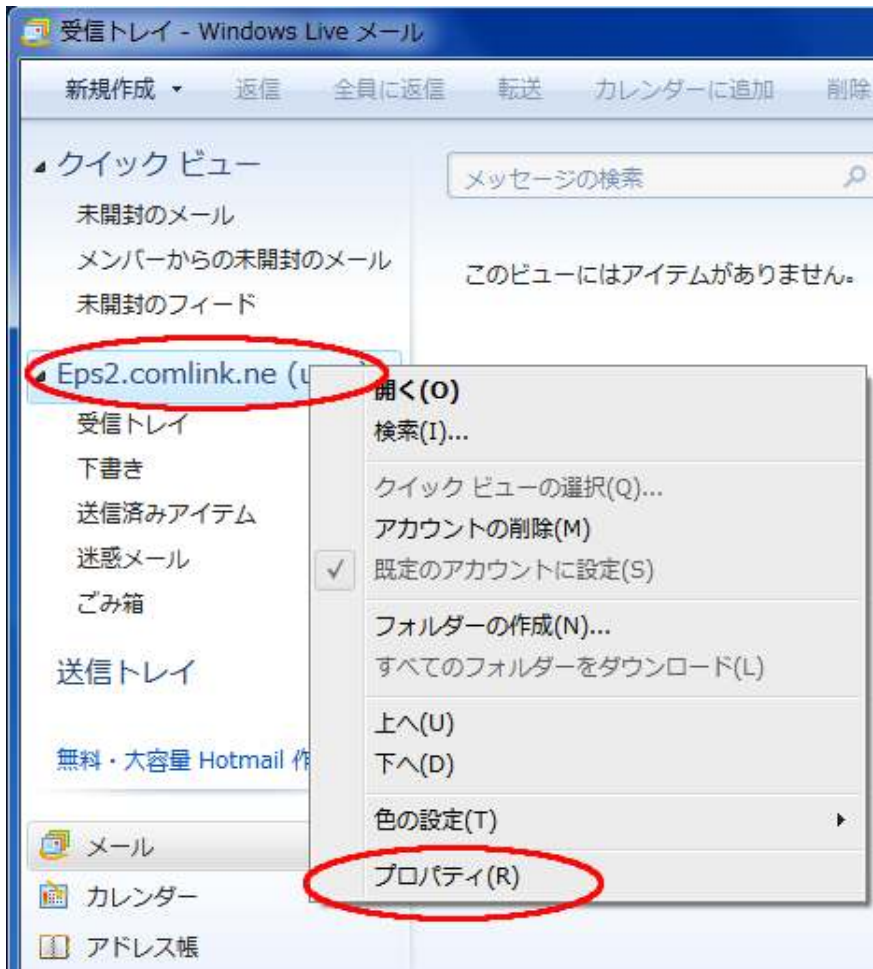 受信トレイ - Windows Live メール
新規作成 返信 全員に返信 転送 カレンダーに追加 削除
クイック ビュー
未開封のメール
メンバーからの未開封のメール
未開封のフィード
メッセージの検索
このビューにはアイテムがありません。
Eps2.comlink.ne
受信トレイ
下書き
送信済みアイテム
迷惑メール
ごみ箱
送信トレイ
無料・大容量 Hotmail 作
メール
カレンダー
アドレス帳
開く(O)
検索(I)...
クイック ビューの選択(Q)...
アカウントの削除(M)
既定のアカウントに設定(S)
フォルダーの作成(N)...
すべてのフォルダーをダウンロード(L)
上へ(U)
下へ(D)
色の設定(T)
プロパティ(R)